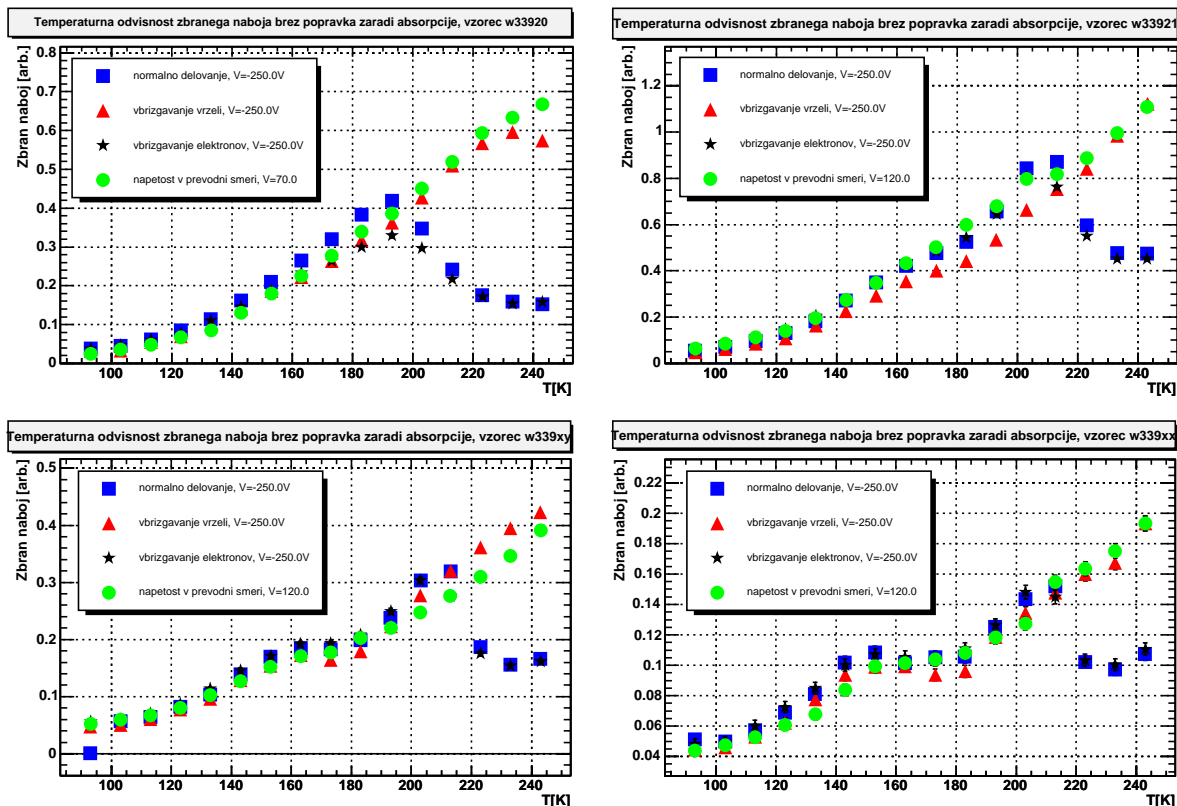 Temperaturna odvisnost zbranega naboja brez popravka zaradi absorpcije, vzorec w33920
Zbran naboj [arb.]
0.8
0.7
0.6
0.5
0.4
0.3
0.2
0.1
0
normalno delovanje, V=-250.0V
vbrizgavanje vrzeli, V=-250.0V
vbrizgavanje elektronov, V=-250.0V
napetost v prevodni smeri, V=70.0
100 120 140 160 180 200 220 240
T[K]
Temperaturna odvisnost zbranega naboja brez popravka zaradi absorpcije, vzorec w33921
Zbran naboj [arb.]
1.2
1
0.8
0.6
0.4
0.2
0
normalno delovanje, V=-250.0V
vbrizgavanje vrzeli, V=-250.0V
vbrizgavanje elektronov, V=-250.0V
napetost v prevodni smeri, V=120.0
100 120 140 160 180 200 220 240
T[K]
Temperaturna odvisnost zbranega naboja brez popravka zaradi absorpcije, vzorec w339xy
Zbran naboj [arb.]
0.5
0.4
0.3
0.2
0.1
0
normalno delovanje, V=-250.0V
vbrizgavanje vrzeli, V=-250.0V
vbrizgavanje elektronov, V=-250.0V
napetost v prevodni smeri, V=120.0
100 120 140 160 180 200 220 240
T[K]
Temperaturna odvisnost zbranega naboja brez popravka zaradi absorpcije, vzorec w339xx
Zbran naboj [arb.]
0.22
0.2
0.18
0.16
0.14
0.12
0.1
0.08
0.06
0.04
normalno delovanje, V=-250.0V
vbrizgavanje vrzeli, V=-250.0V
vbrizgavanje elektronov, V=-250.0V
napetost v prevodni smeri, V=120.0
100 120 140 160 180 200 220 240
T[K]